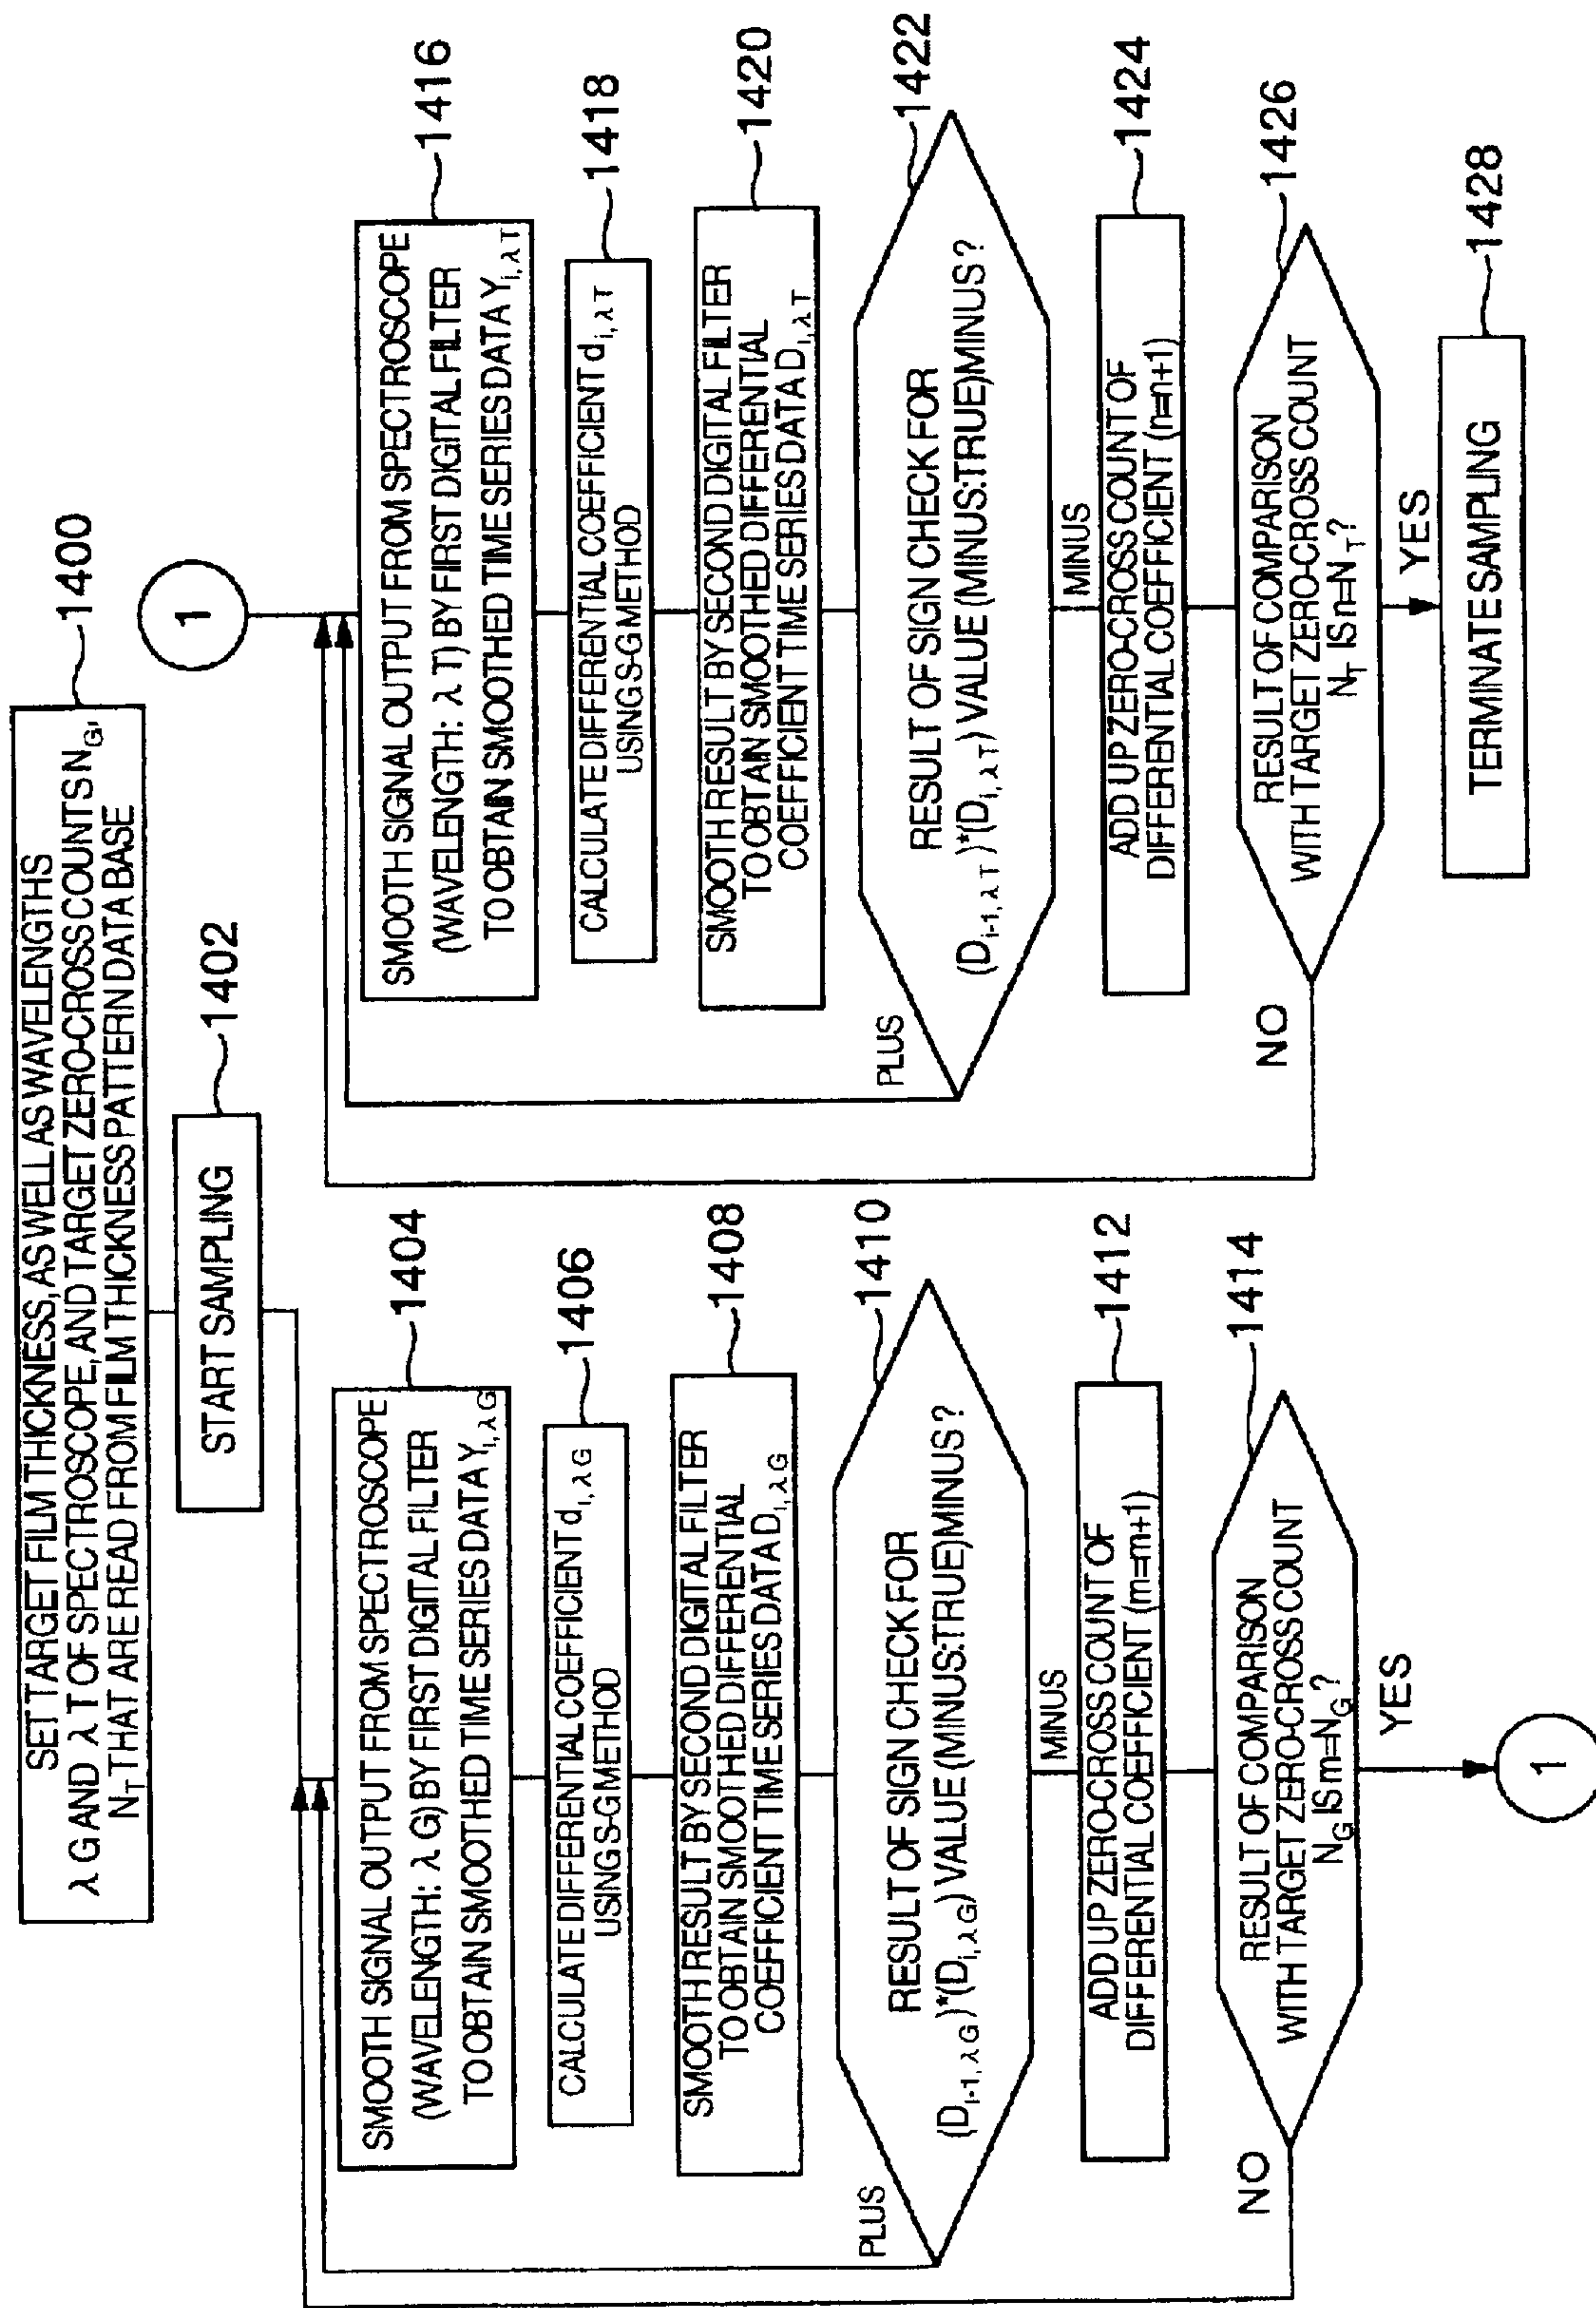 SET TARGET FILM THICKNESS, AS WELL AS WAVELENGTHS
λ G AND λ T OF SPECTROSCOPE, AND TARGET ZERO-CROSS COUNTS N_G,
N_T THAT ARE READ FROM FILM THICKNESS PATTERN DATA BASE
1400
START SAMPLING
1402
SMOOTH SIGNAL OUTPUT FROM SPECTROSCOPE
(WAVELENGTH: λ G) BY FIRST DIGITAL FILTER
TO OBTAIN SMOOTHED TIME SERIES DATA Y_i, λ G
1404
CALCULATE DIFFERENTIAL COEFFICIENT d_i, λ G
USING S-G METHOD
1406
SMOOTH RESULT BY SECOND DIGITAL FILTER
TO OBTAIN SMOOTHED DIFFERENTIAL
COEFFICIENT TIME SERIES DATA D_i, λ G
1408
RESULT OF SIGN CHECK FOR
(D_i-1, λ G)*(D_i, λ G) VALUE (MINUS:TRUE)MINUS?
1410
PLUS
MINUS
ADD UP ZERO-CROSS COUNT OF
DIFFERENTIAL COEFFICIENT (m=m+1)
1412
RESULT OF COMPARISON
WITH TARGET ZERO-CROSS COUNT
N_G IS m=N_G?
1414
NO
YES
1
1
SMOOTH SIGNAL OUTPUT FROM SPECTROSCOPE
(WAVELENGTH: λ T) BY FIRST DIGITAL FILTER
TO OBTAIN SMOOTHED TIME SERIES DATA Y_i, λ T
1416
CALCULATE DIFFERENTIAL COEFFICIENT d_i, λ T
USING S-G METHOD
1418
SMOOTH RESULT BY SECOND DIGITAL FILTER
TO OBTAIN SMOOTHED DIFFERENTIAL
COEFFICIENT TIME SERIES DATA D_i, λ T
1420
RESULT OF SIGN CHECK FOR
(D_i-1, λ T)*(D_i, λ T) VALUE (MINUS:TRUE)MINUS?
1422
PLUS
MINUS
ADD UP ZERO-CROSS COUNT OF
DIFFERENTIAL COEFFICIENT (n=n+1)
1424
RESULT OF COMPARISON
WITH TARGET ZERO-CROSS COUNT
N_T IS n=N_T?
1426
NO
YES
TERMINATE SAMPLING
1428